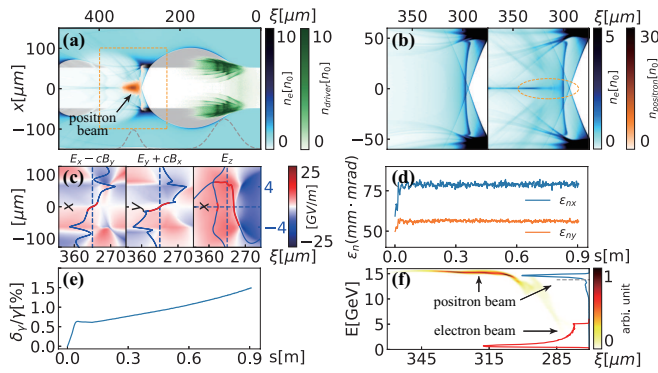 400 300 200 100 0 ξ[μm]
(a)
100
0
−100
x[μm]
positron
beam
10
0
n_e[n_0]
10
0
n_driver[n_0]
350 300 350 300 ξ[μm]
(b)
50
0
−50
10
0
n_e[n_0]
30
0
n_positron[n_0]
(c)
E_x − cB_y E_y + cB_x E_z
100
0
−100
[μm]
x y x
4
−4
25
−25
[GV/m]
360 270 360 270 360 270
ξ[μm]
(d)
75
50
ε_n(mm · mrad)
ε_nx
ε_ny
0.0 0.3 0.6 0.9 s[m]
(e)
1.5
1.0
0.5
0.0
δ_γ/γ[%]
0 0.3 0.6 0.9 s[m]
(f)
15
10
5
0
E[GeV]
positron beam
electron beam
345 315 285 ξ[μm]
1
0
arbi. unit